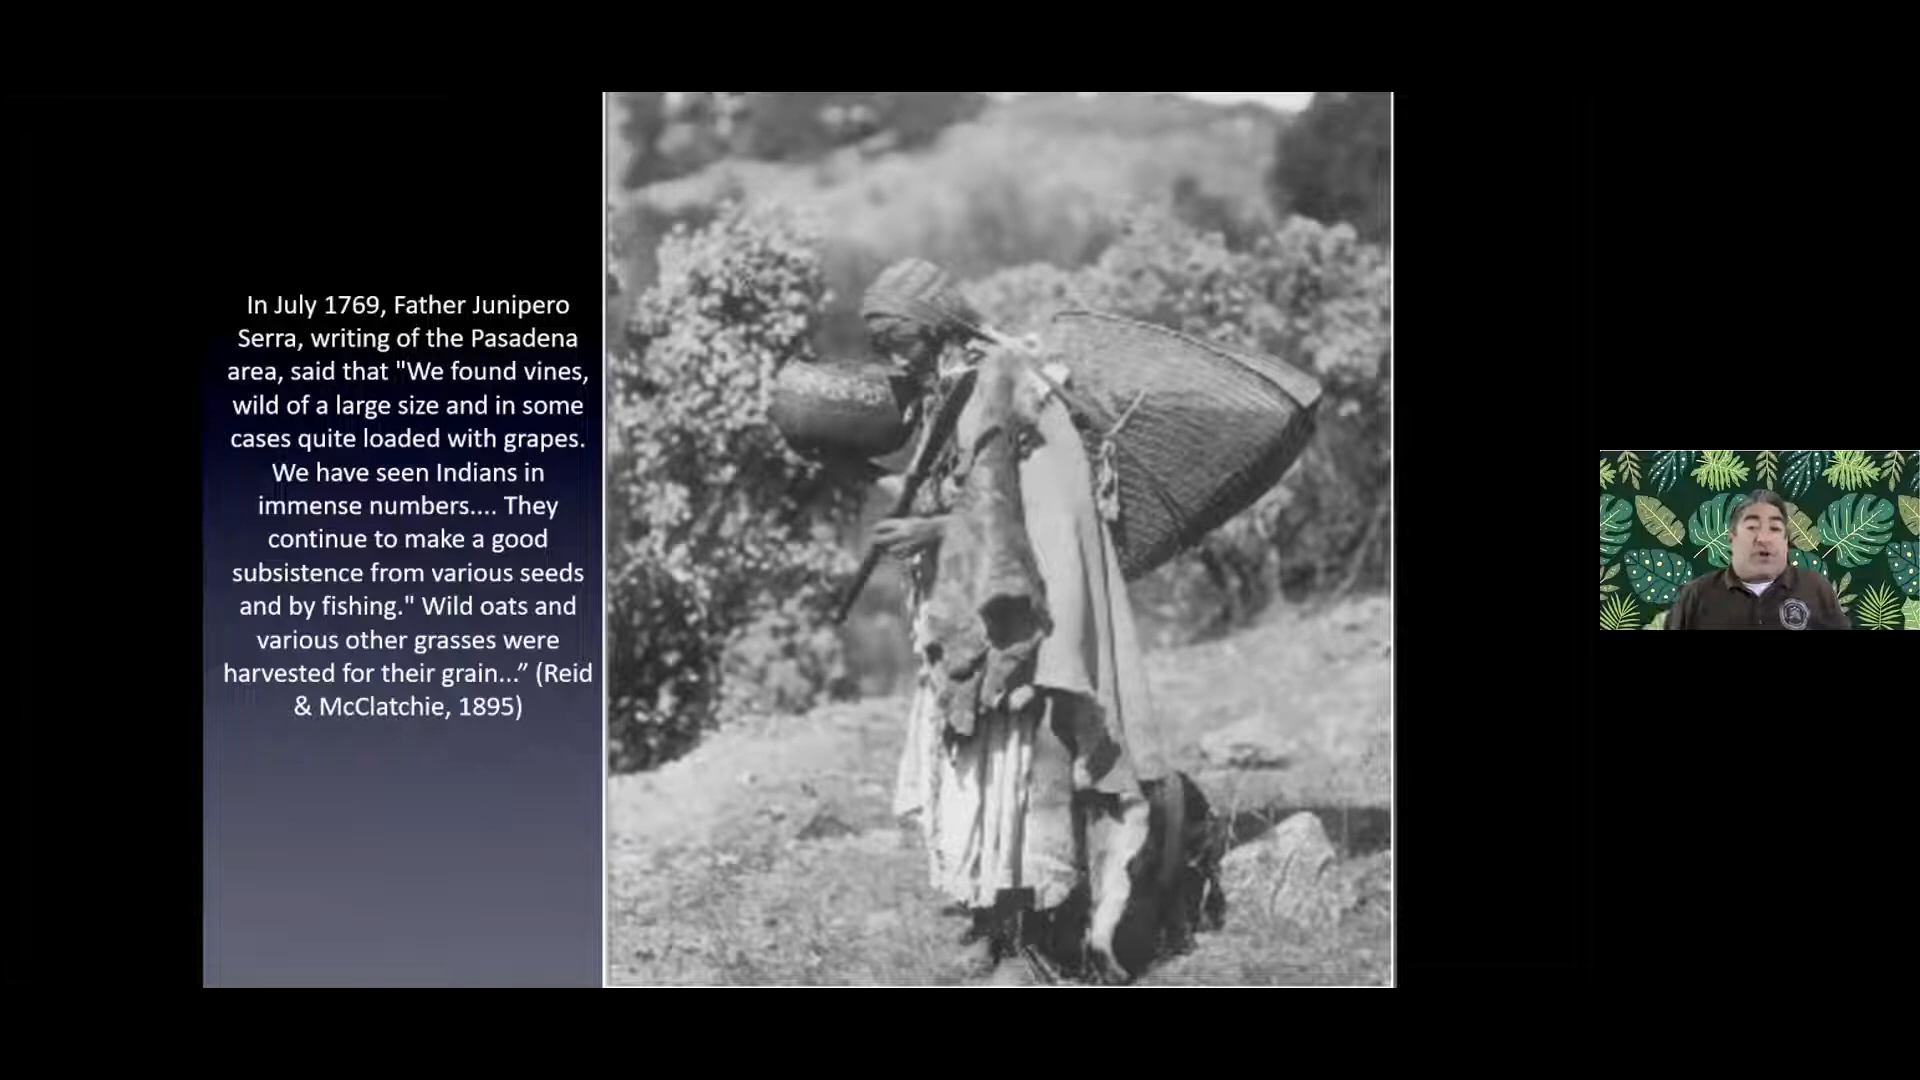 In July 1769, Father Junipero
Serra, writing of the Pasadena
area, said that "We found vines,
wild of a large size and in some
cases quite loaded with grapes.
We have seen Indians in
immense numbers.... They
continue to make a good
subsistence from various seeds
and by fishing." Wild oats and
various other grasses were
harvested for their grain...” (Reid
& McClatchie, 1895)